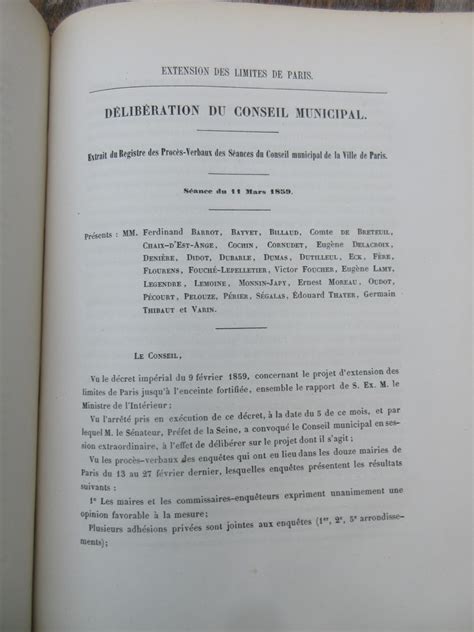 EXTENSION DES LIMITES DE PARIS.
DÉLIBÉRATION DU CONSEIL MUNICIPAL.
Extrait du Registre des Procès-Verbaux des Séances du Conseil municipal de la Ville de Paris.
Séance du 11 Mars 1859.
Présents : MM. Ferdinand BARROT, BAYVET, BILLAUD, Comte DE BRETEUIL,
CHAIX-D'EST-ANGE, COCHIN, CORNUDET, Eugène DELACROIX,
DENIÈRE, DIDOT, DUBARLE, DUMAS, DUTILLEUL, ECK, FÈRE,
FLOURENS, FOUCHÉ-LEPELLETIER, Victor FOUCHER, Eugène LAMY,
LEGENDRE, LEMOINE, MONNIN-JAPY, Ernest MOREAU, OUDOT,
PÉCOURT, PELOUZE, PÉRIER, SÉGALAS, Édouard THAYER, Germain
THIBAUT et VARIN.
LE CONSEIL,
Vu le décret impérial du 9 février 1859, concernant le projet d'extension des
limites de Paris jusqu'à l'enceinte fortifiée, ensemble le rapport de S. Ex. M. le
Ministre de l'Intérieur ;
Vu l'arrêté pris en exécution de ce décret, à la date du 5 de ce mois, et par
lequel M. le Sénateur, Préfet de la Seine, a convoqué le Conseil municipal en ses-
sion extraordinaire, à l'effet de délibérer sur le projet dont il s'agit ;
Vu les procès-verbaux des enquêtes qui ont eu lieu dans les douze mairies de
Paris du 13 au 27 février dernier, lesquelles enquêtes présentent les résultats
suivants :
1° Les maires et les commissaires-enquêteurs expriment unanimement une
opinion favorable à la mesure ;
Plusieurs adhésions privées sont jointes aux enquêtes (1er, 2e, 5e arrondisse-
ments) ;